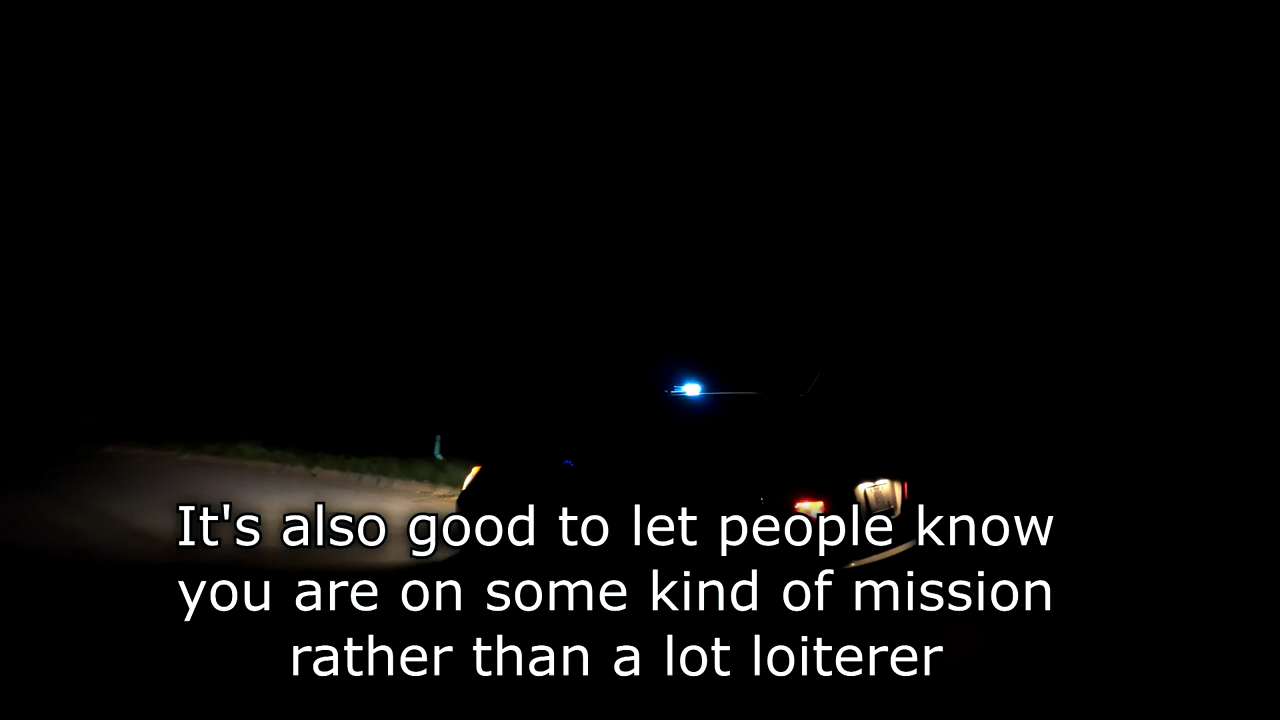 It's also good to let people know
you are on some kind of mission
rather than a lot loiterer